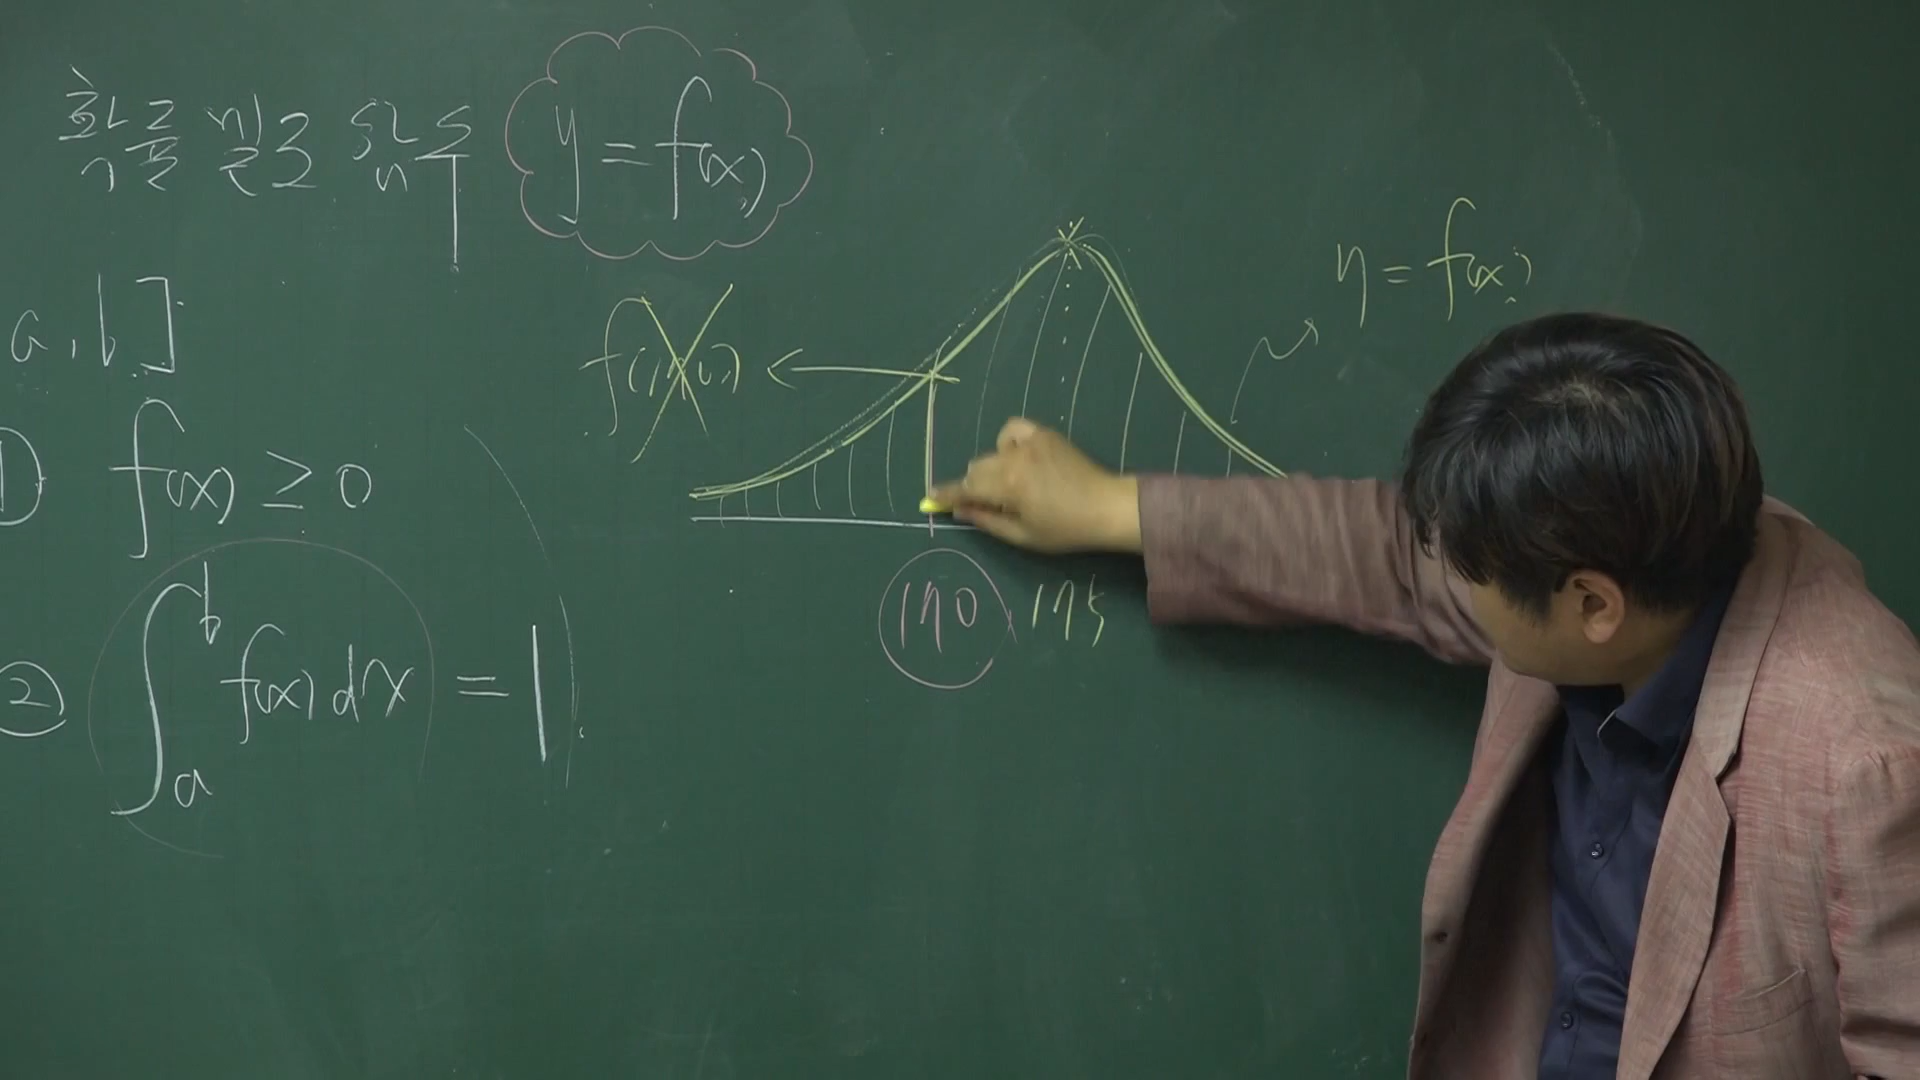 확률밀도함수 y = f(x)
a, b]
① f(x) ≥ 0
② ∫ₐᵇ f(x) dx = 1
f(170)
y = f(x)
170 175